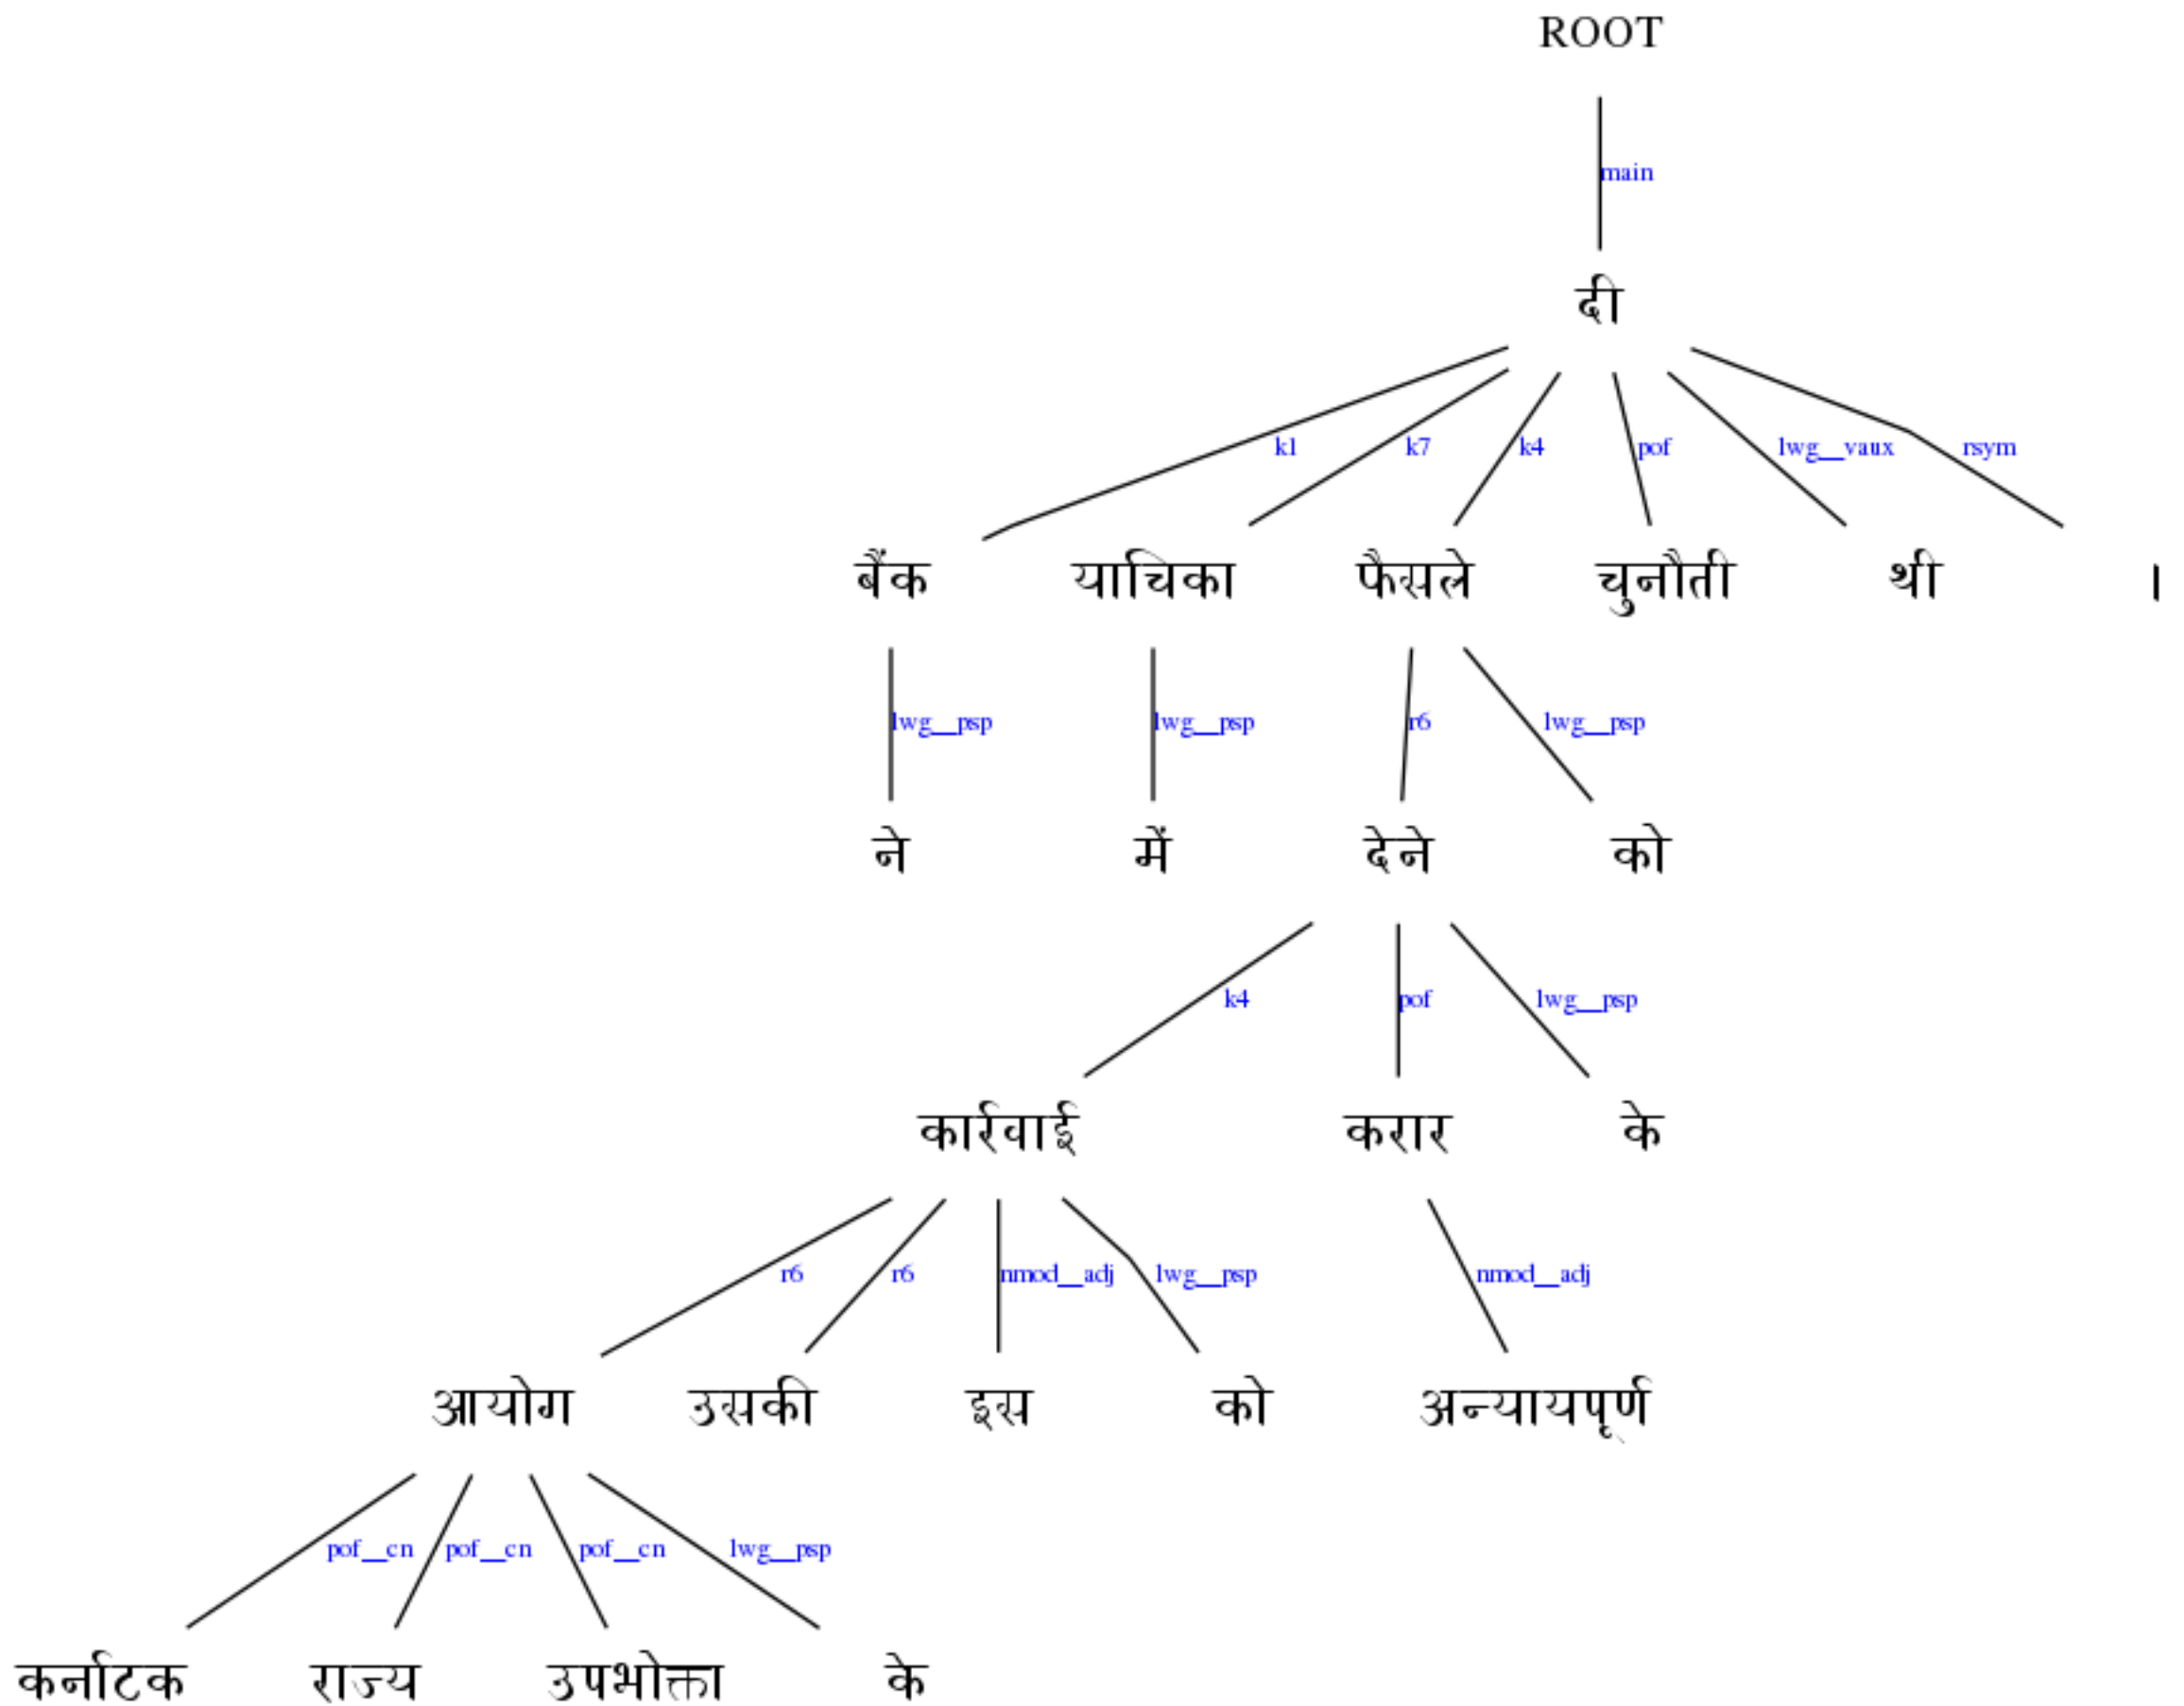 ROOT
main
दी
k1 k7 k4 pof lwg__vaux rsym
बैंक याचिका फैसले चुनौती थी ।
lwg__psp lwg__psp r6 lwg__psp
ने में देने को
k4 pof lwg__psp
कार्रवाई करार के
r6 r6 nmod__adj lwg__psp nmod__adj
आयोग उसकी इस को अन्यायपूर्ण
pof__cn pof__cn pof__cn lwg__psp
कर्नाटक राज्य उपभोक्ता के